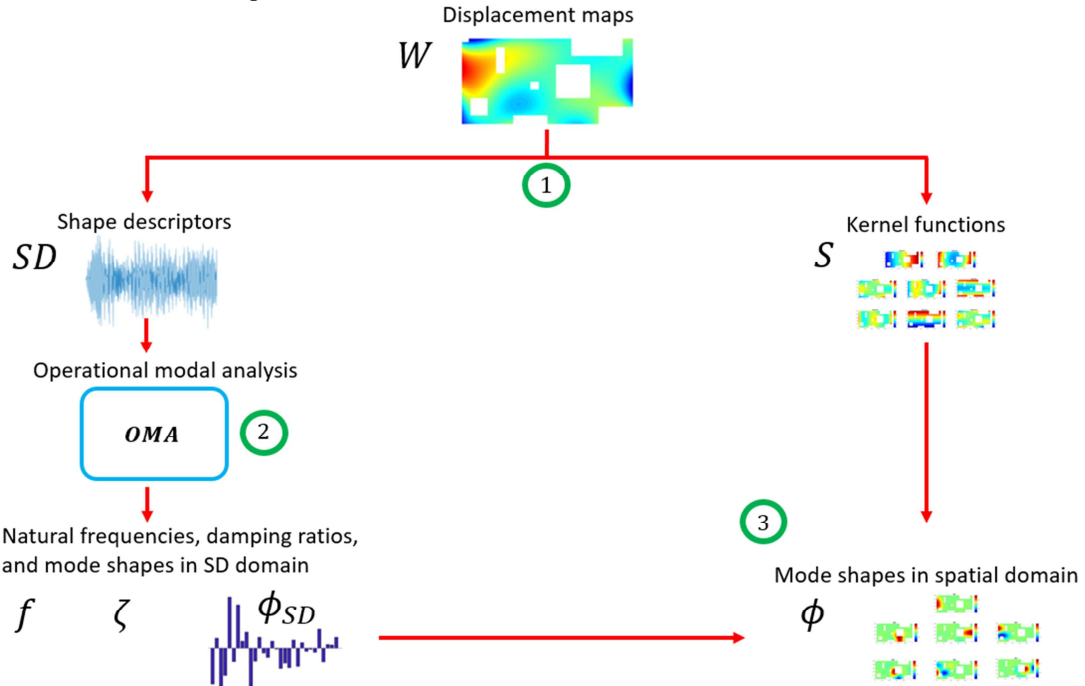 Displacement maps
W
1
Shape descriptors
SD
Kernel functions
S
Operational modal analysis
OMA
2
Natural frequencies, damping ratios,
and mode shapes in SD domain
f ζ ϕSD
3
Mode shapes in spatial domain
ϕ